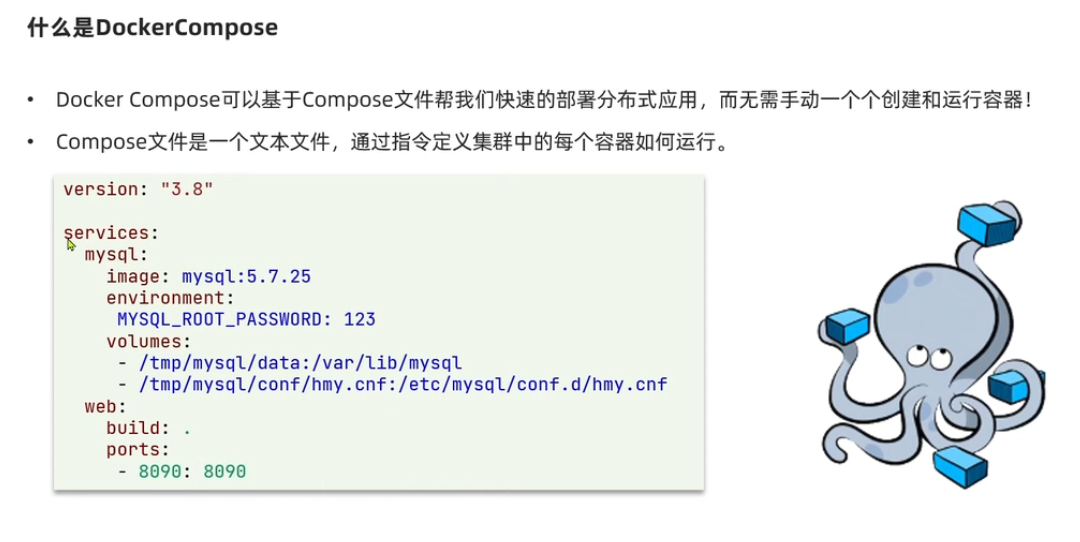 什么是DockerCompose
• Docker Compose可以基于Compose文件帮我们快速的部署分布式应用，而无需手动一个个创建和运行容器！
• Compose文件是一个文本文件，通过指令定义集群中的每个容器如何运行。
version: "3.8"
services:
  mysql:
    image: mysql:5.7.25
    environment:
     MYSQL_ROOT_PASSWORD: 123
    volumes:
     - /tmp/mysql/data:/var/lib/mysql
     - /tmp/mysql/conf/hmy.cnf:/etc/mysql/conf.d/hmy.cnf
  web:
    build: .
    ports:
     - 8090: 8090